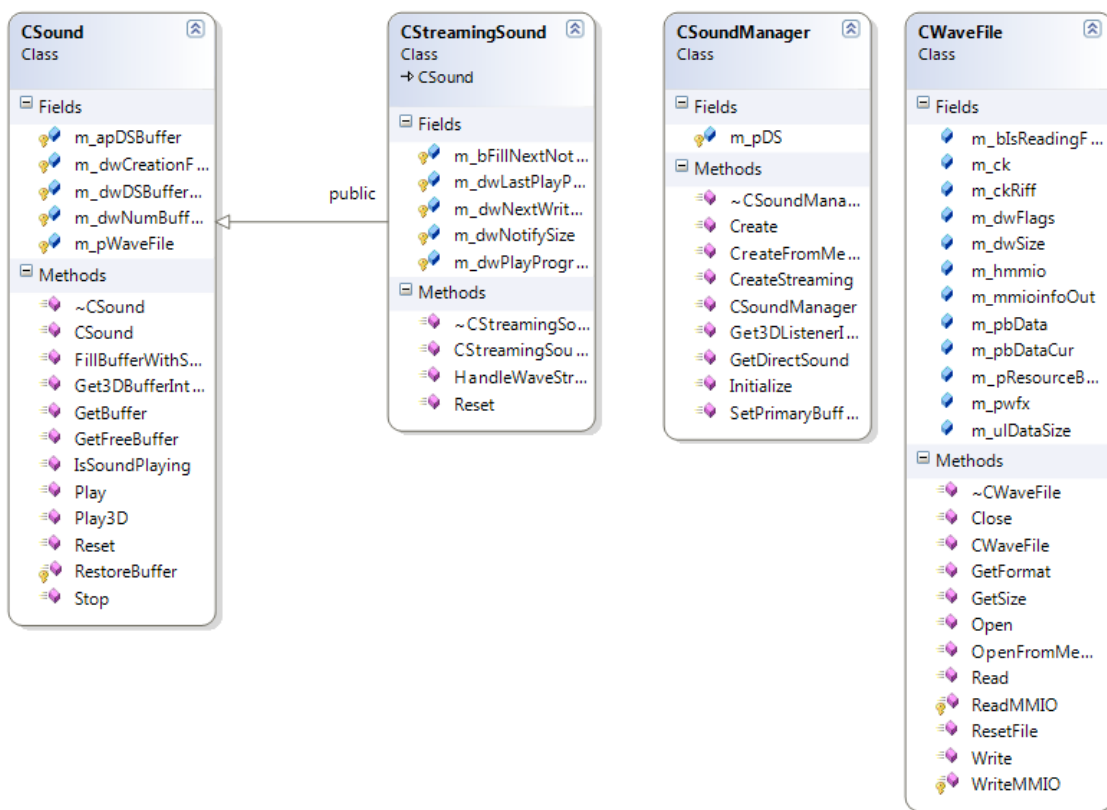 CSound
Class
Fields
m_apDSBuffer
m_dwCreationF...
m_dwDSBuffer...
m_dwNumBuff...
m_pWaveFile
Methods
~CSound
CSound
FillBufferWithS...
Get3DBufferInt...
GetBuffer
GetFreeBuffer
IsSoundPlaying
Play
Play3D
Reset
RestoreBuffer
Stop
public
CStreamingSound
Class
CSound
Fields
m_bFillNextNot...
m_dwLastPlayP...
m_dwNextWrit...
m_dwNotifySize
m_dwPlayProgr...
Methods
~CStreamingSo...
CStreamingSou...
HandleWaveStr...
Reset
CSoundManager
Class
Fields
m_pDS
Methods
~CSoundMana...
Create
CreateFromMe...
CreateStreaming
CSoundManager
Get3DListenerI...
GetDirectSound
Initialize
SetPrimaryBuff...
CWaveFile
Class
Fields
m_bIsReadingF...
m_ck
m_ckRiff
m_dwFlags
m_dwSize
m_hmmio
m_mmioinfoOut
m_pbData
m_pbDataCur
m_pResourceB...
m_pwfx
m_ulDataSize
Methods
~CWaveFile
Close
CWaveFile
GetFormat
GetSize
Open
OpenFromMe...
Read
ReadMMIO
ResetFile
Write
WriteMMIO